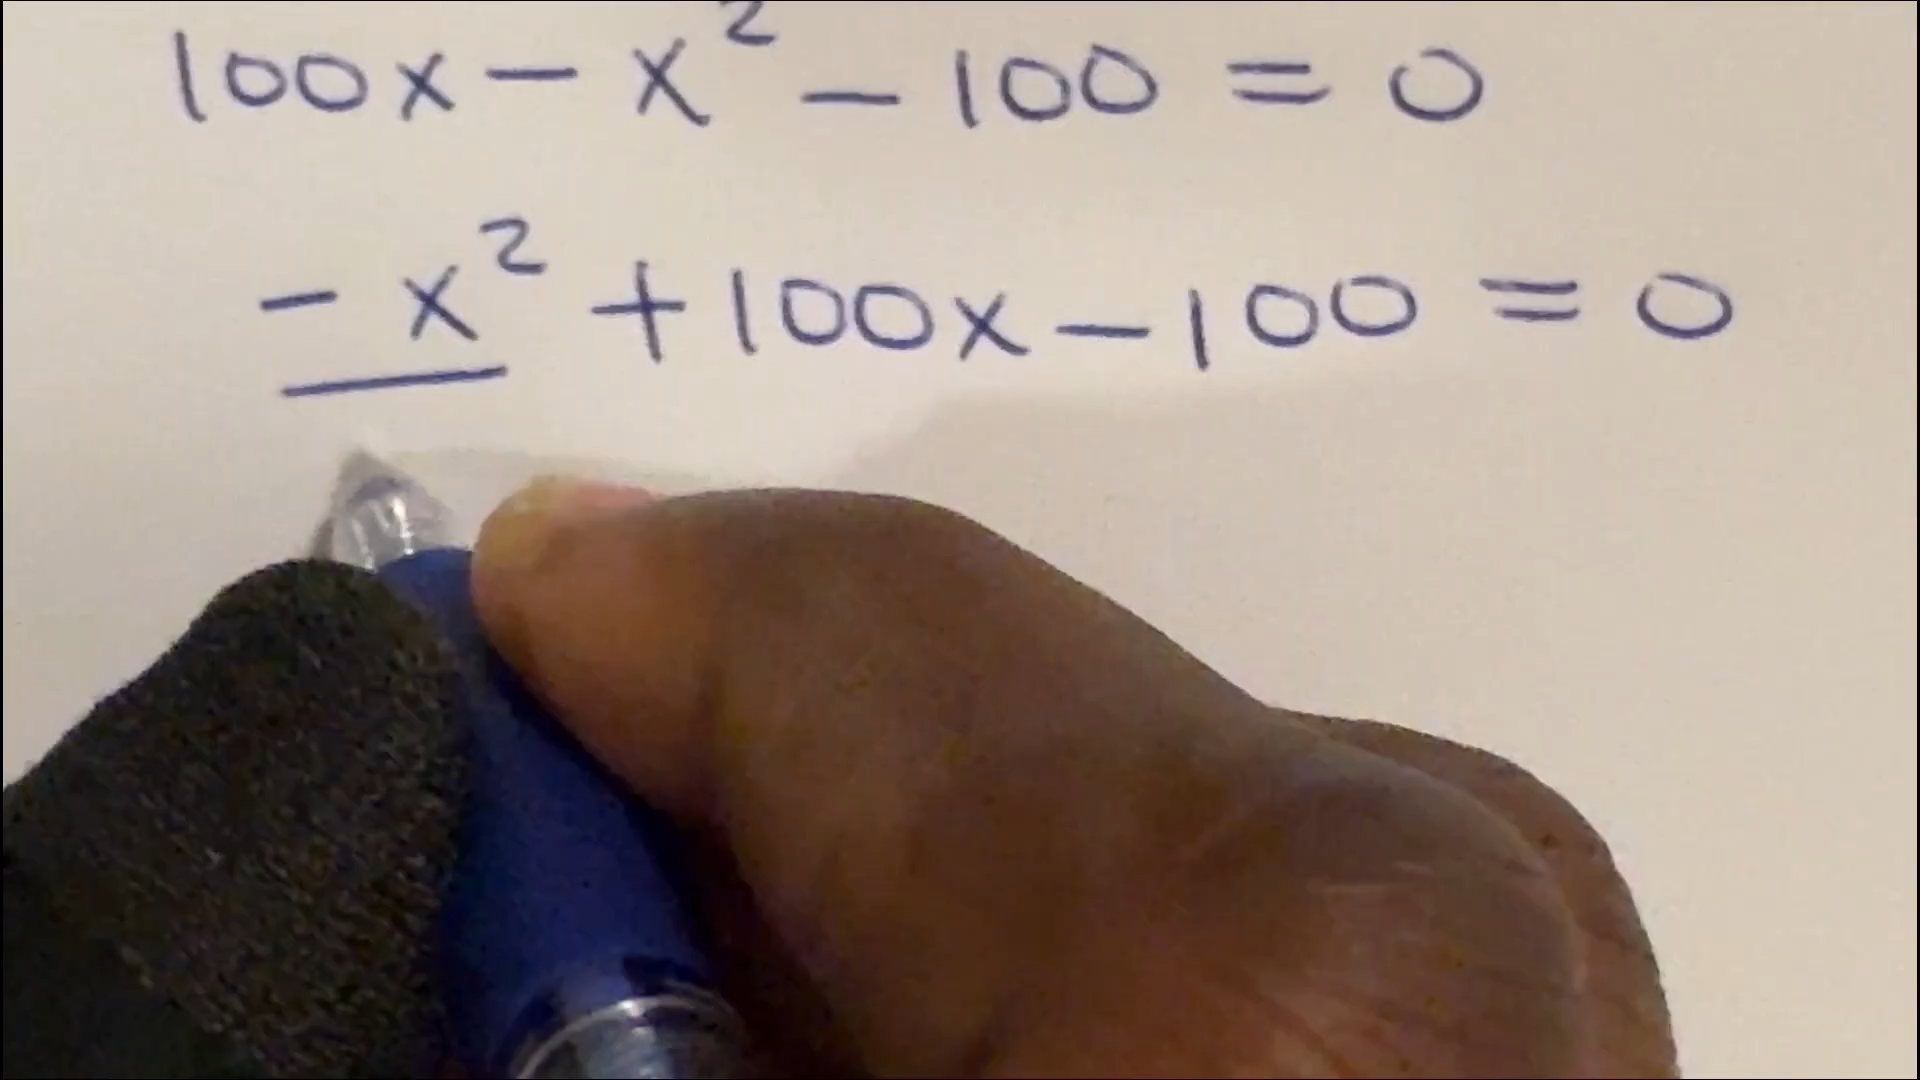 100x - x² - 100 = 0
- x² + 100x - 100 = 0